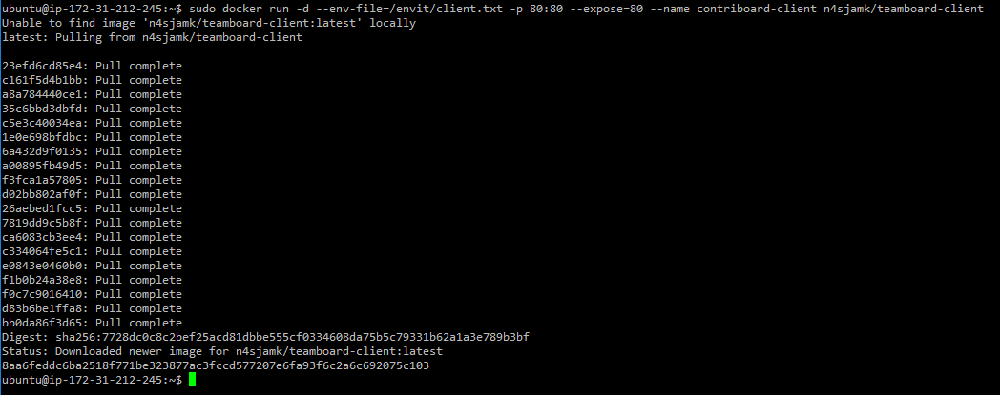 ubuntu@ip-172-31-212-245:~$ sudo docker run -d --env-file=/envit/client.txt -p 80:80 --expose=80 --name contriboard-client n4sjamk/teamboard-client
Unable to find image 'n4sjamk/teamboard-client:latest' locally
latest: Pulling from n4sjamk/teamboard-client
23efd6cd85e4: Pull complete
c161f5d4b1bb: Pull complete
a8a784440ce1: Pull complete
35c6bbd3dbfd: Pull complete
c5e3c40034ea: Pull complete
1e0e698bfdbc: Pull complete
6a432d9f0135: Pull complete
a00895fb49d5: Pull complete
f3fca1a57805: Pull complete
d02bb802af0f: Pull complete
26aebed1fcc5: Pull complete
7819dd9c5b8f: Pull complete
ca6083cb3ee4: Pull complete
c334064fe5c1: Pull complete
e0843e0460b0: Pull complete
f1b0b24a38e8: Pull complete
f0c7c9016410: Pull complete
d83b6be1ffa8: Pull complete
bb0da86f3d65: Pull complete
Digest: sha256:7728dc0c8c2bef25acd81dbbe555cf0334608da75b5c79331b62a1a3e789b3bf
Status: Downloaded newer image for n4sjamk/teamboard-client:latest
8aa6feddc6ba2518f771be323877ac3fccd577207e6fa93f6c2a6c692075c103
ubuntu@ip-172-31-212-245:~$